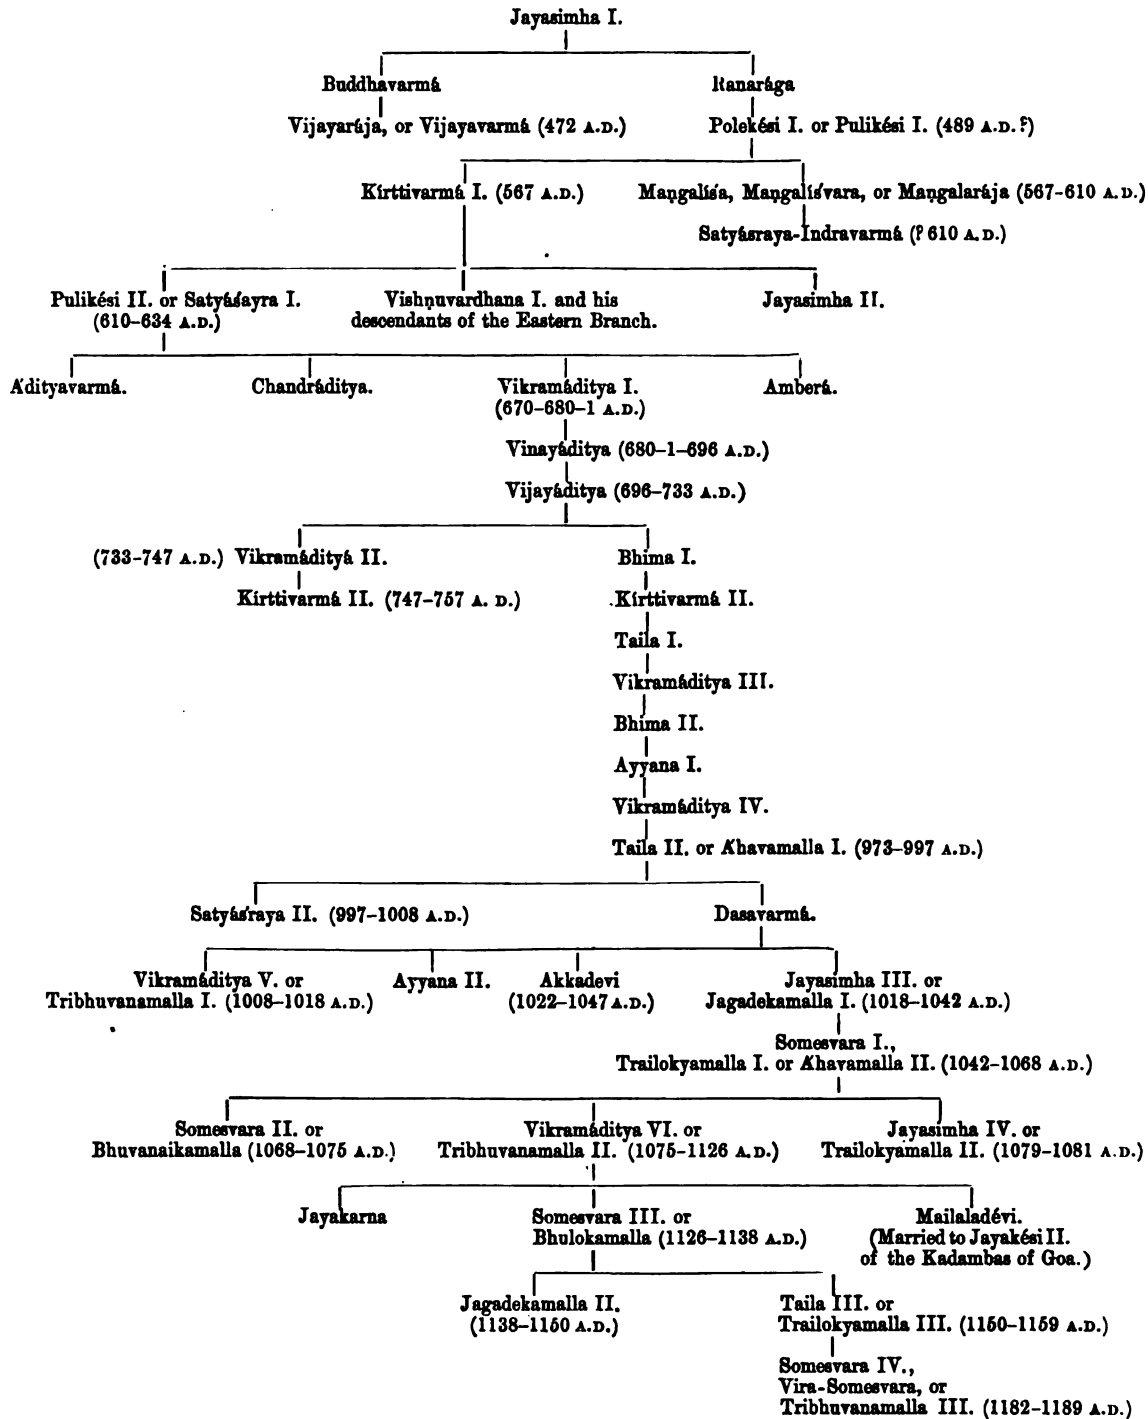 Jayasimha I.
Buddhavarmá
Ranarága
Vijayarája, or Vijayavarmá (472 A.D.)
Polekési I. or Pulikési I. (489 A.D.?)
Kírttivarmá I. (567 A.D.)
Maṇgalíśa, Maṇgalíśvara, or Maṇgalarája (567–610 A.D.)
Satyásraya-Indravarmá (? 610 A.D.)
Pulikési II. or Satyáśayra I.
(610–634 A.D.)
Vishṇuvardhana I. and his
descendants of the Eastern Branch.
Jayasimha II.
Ádityavarmá.
Chandráditya.
Vikramáditya I.
(670–680–1 A.D.)
Amberá.
Vinayáditya (680–1–696 A.D.)
Vijayáditya (696–733 A.D.)
(733–747 A.D.) Vikramádityá II.
Bhima I.
Kírttivarmá II. (747–757 A. D.)
Kírttivarmá II.
Taila I.
Vikramáditya III.
Bhima II.
Ayyana I.
Vikramáditya IV.
Taila II. or Áhavamalla I. (973–997 A.D.)
Satyáśraya II. (997–1008 A.D.)
Dasavarmá.
Vikramáditya V. or
Tribhuvanamalla I. (1008–1018 A.D.)
Ayyana II.
Akkadevi
(1022–1047 A.D.)
Jayasimha III. or
Jagadekamalla I. (1018–1042 A.D.)
Somesvara I.,
Trailokyamalla I. or Áhavamalla II. (1042–1068 A.D.)
Somesvara II. or
Bhuvanaikamalla (1068–1075 A.D.)
Vikramáditya VI. or
Tribhuvanamalla II. (1075–1126 A.D.)
Jayasimha IV. or
Trailokyamalla II. (1079–1081 A.D.)
Jayakarna
Somesvara III. or
Bhulokamalla (1126–1138 A.D.)
Mailaladévi.
(Married to Jayakési II.
of the Kadambas of Goa.)
Jagadekamalla II.
(1138–1150 A.D.)
Taila III. or
Trailokyamalla III. (1150–1159 A.D.)
Somesvara IV.,
Vira-Somesvara, or
Tribhuvanamalla III. (1182–1189 A.D.)